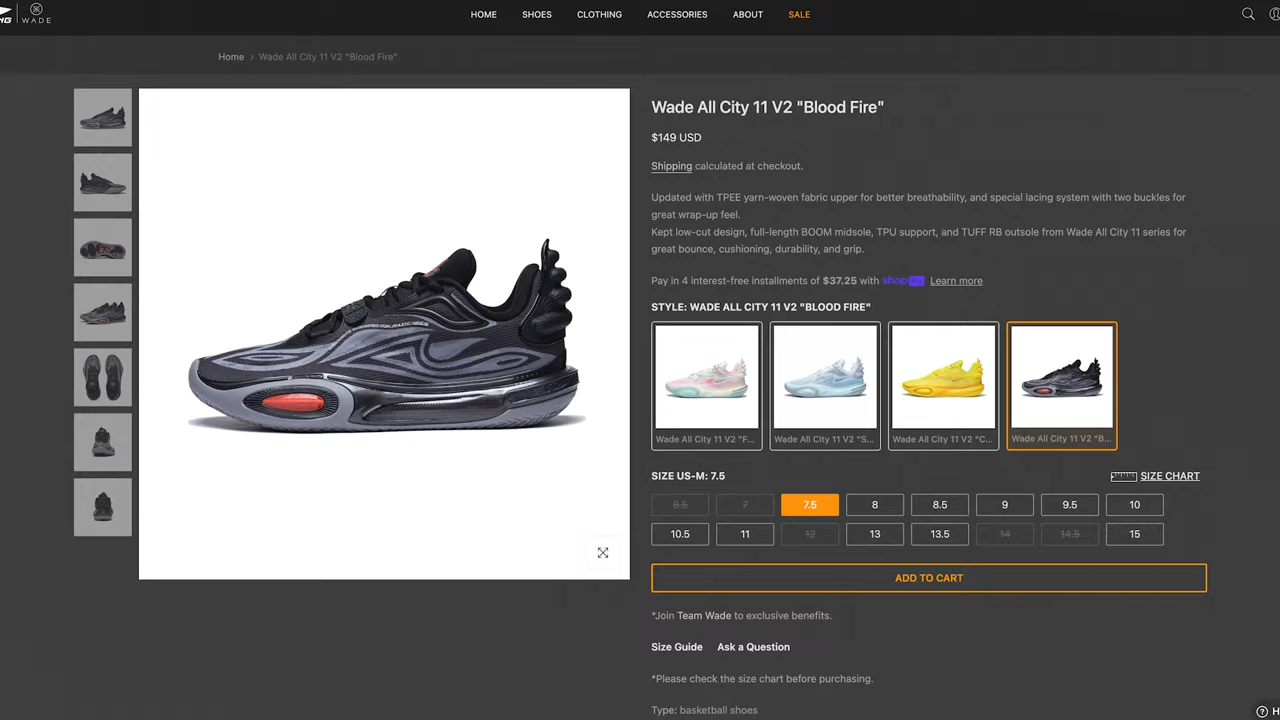 WADE
HOME
SHOES
CLOTHING
ACCESSORIES
ABOUT
SALE
Home > Wade All City 11 V2 "Blood Fire"
Wade All City 11 V2 "Blood Fire"
$149 USD
Shipping calculated at checkout.
Updated with TPEE yarn-woven fabric upper for better breathability, and special lacing system with two buckles for
great wrap-up feel.
Kept low-cut design, full-length BOOM midsole, TPU support, and TUFF RB outsole from Wade All City 11 series for
great bounce, cushioning, durability, and grip.
Pay in 4 interest-free installments of $37.25 with shop Pay Learn more
STYLE: WADE ALL CITY 11 V2 "BLOOD FIRE"
Wade All City 11 V2 "F...
Wade All City 11 V2 "S...
Wade All City 11 V2 "C...
Wade All City 11 V2 "B...
SIZE US-M: 7.5
SIZE CHART
6.5
7
7.5
8
8.5
9
9.5
10
10.5
11
12
13
13.5
14
14.5
15
ADD TO CART
*Join Team Wade to exclusive benefits.
Size Guide
Ask a Question
*Please check the size chart before purchasing.
Type: basketball shoes